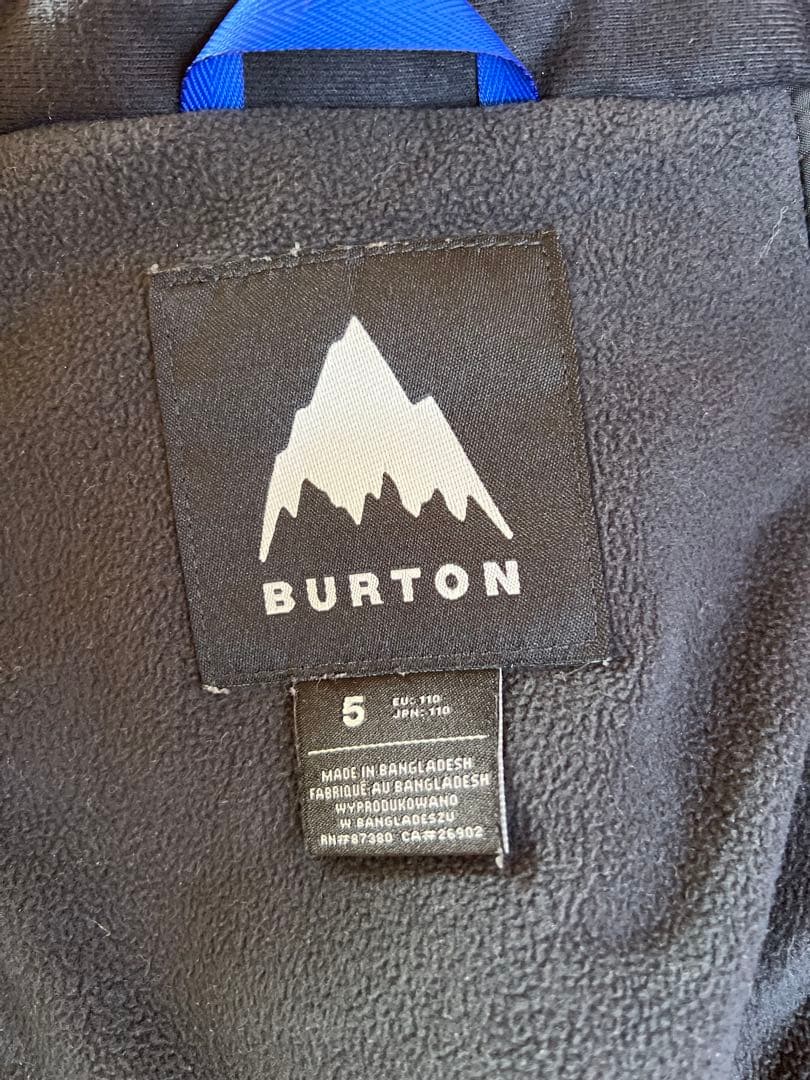 BURTON
5
EU: 110
JPN: 110
MADE IN BANGLADESH
FABRIQUÉ AU BANGLADESH
WYPRODUKOWANO
W BANGLADESZU
RN#87380 CA#26902